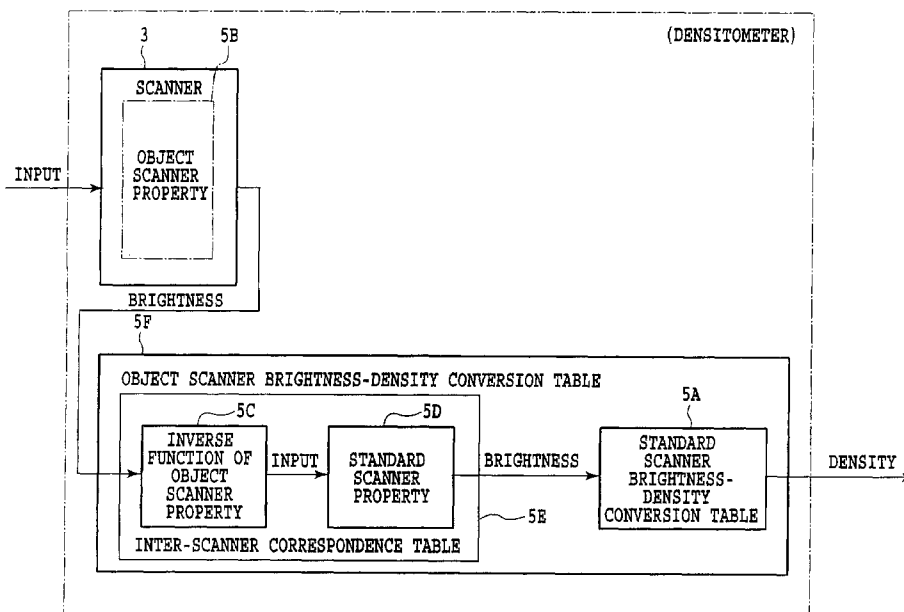 (DENSITOMETER)
3
5B
SCANNER
OBJECT
SCANNER
PROPERTY
INPUT
BRIGHTNESS
5F
OBJECT SCANNER BRIGHTNESS-DENSITY CONVERSION TABLE
5C
5D
5A
INVERSE
FUNCTION OF
OBJECT
SCANNER
PROPERTY
INPUT
STANDARD
SCANNER
PROPERTY
BRIGHTNESS
STANDARD
SCANNER
BRIGHTNESS-
DENSITY
CONVERSION TABLE
DENSITY
5E
INTER-SCANNER CORRESPONDENCE TABLE